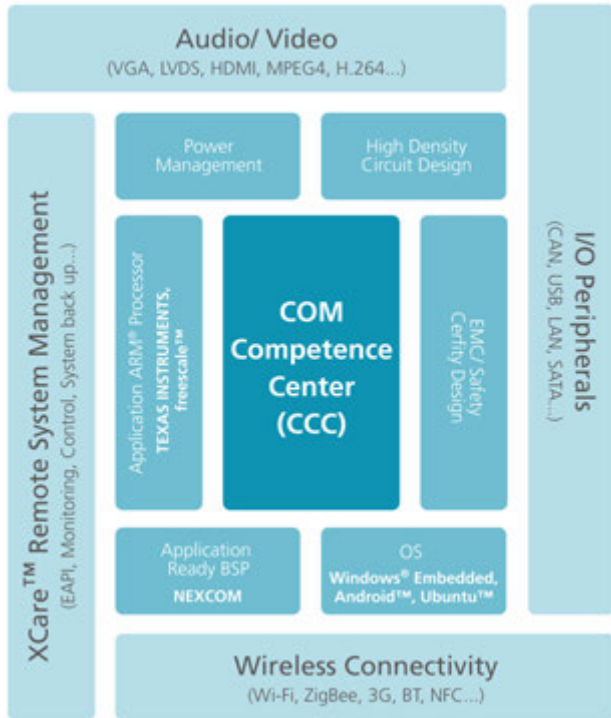 Audio/ Video
(VGA, LVDS, HDMI, MPEG4, H.264...)
Power
Management
High Density
Circuit Design
XCare™ Remote System Management
(EAPI, Monitoring, Control, System back up...)
Application ARM® Processor
TEXAS INSTRUMENTS,
freescale™
COM
Competence
Center
(CCC)
EMC/ Safety
Cerfity Design
I/O Peripherals
(CAN, USB, LAN, SATA...)
Application
Ready BSP
NEXCOM
OS
Windows® Embedded,
Android™, Ubuntu™
Wireless Connectivity
(Wi-Fi, ZigBee, 3G, BT, NFC...)